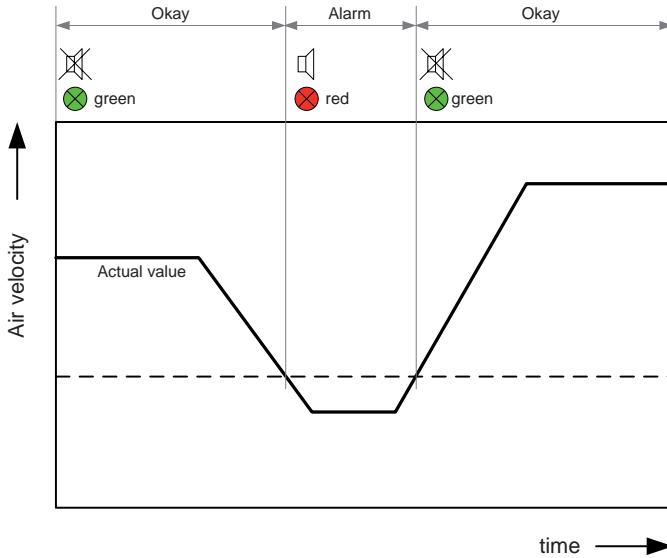 Okay
Alarm
Okay
green
red
green
Air velocity
Actual value
time